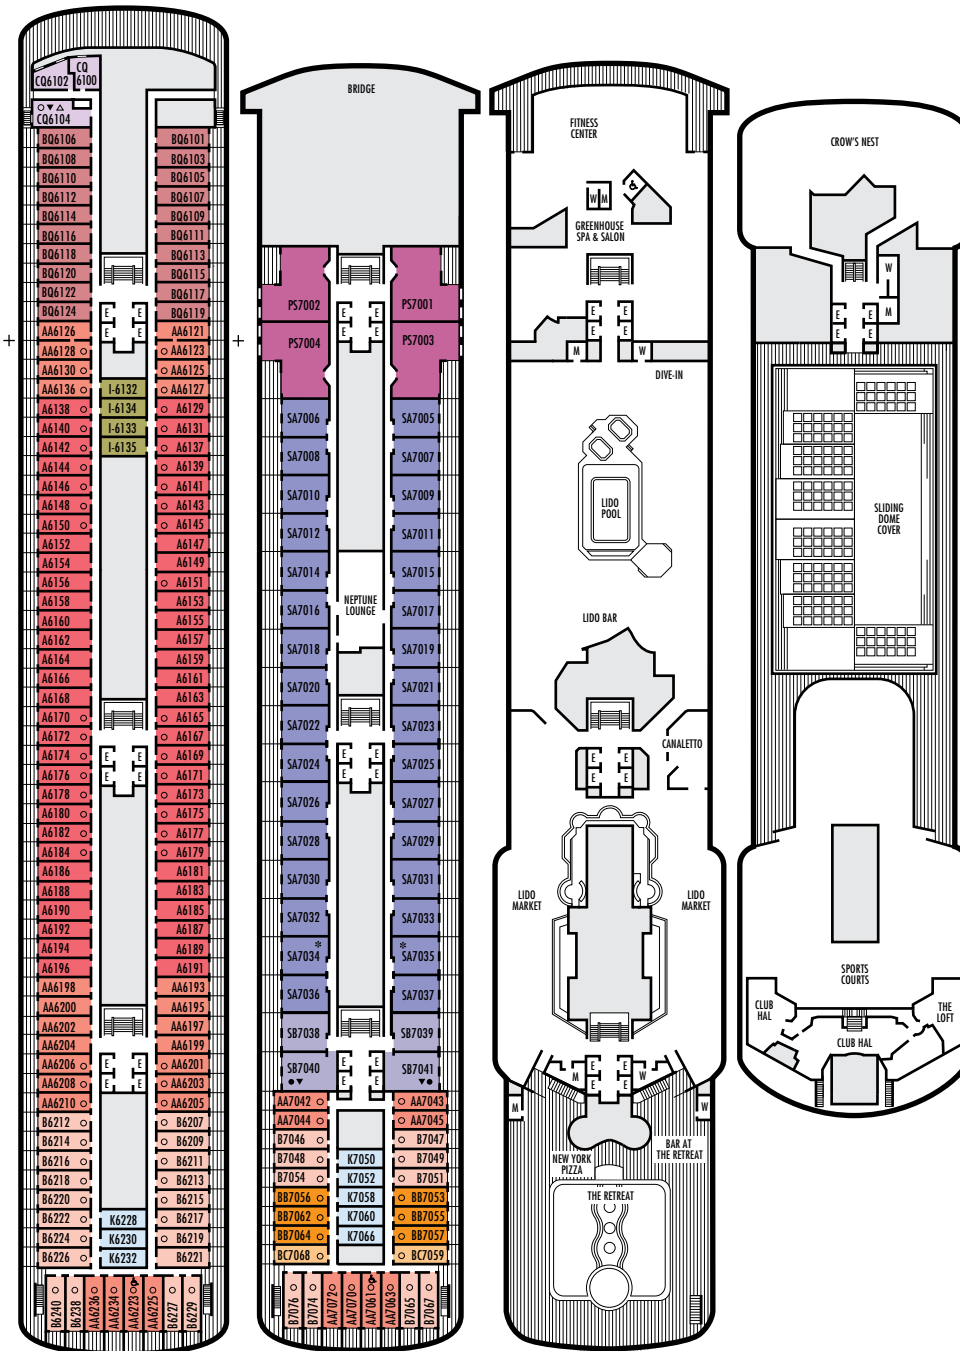 CQ6102
CQ
6100
CQ6104
BQ6106 BQ6101
BQ6108 BQ6103
BQ6110 BQ6105
BQ6112 BQ6107
BQ6114 BQ6109
BQ6116 BQ6111
BQ6118 BQ6113
BQ6120 BQ6115
BQ6122 BQ6117
BQ6124 E E BQ6119
AA6126 E E AA6121
AA6128 AA6123
AA6130 AA6125
AA6136 I-6132 AA6127
A6138 I-6134 A6129
A6140 I-6133 A6131
A6142 I-6135 A6137
A6144 A6139
A6146 A6141
A6148 A6143
A6150 A6145
A6152 A6147
A6154 A6149
A6156 A6151
A6158 A6153
A6160 A6155
A6162 A6157
A6164 A6159
A6166 A6161
A6168 A6163
A6170 A6165
A6172 A6167
A6174 E E A6169
A6176 E E A6171
A6178 A6173
A6180 A6175
A6182 A6177
A6184 A6179
A6186 A6181
A6188 A6183
A6190 A6185
A6192 A6187
A6194 A6189
A6196 A6191
AA6198 AA6193
AA6200 AA6195
AA6202 AA6197
AA6204 AA6199
AA6206 E E AA6201
AA6208 E E AA6203
AA6210 AA6205
B6212 B6207
B6214 B6209
B6216 B6211
B6218 B6213
B6220 B6215
B6222 K6228 B6217
B6224 K6230 B6219
B6226 K6232 B6221
B6240 B6238 AA6236 AA6234 AA6223 AA6225 B6227 B6229
BRIDGE
PS7002 E E PS7001
PS7004 E E PS7003
SA7006 SA7005
SA7008 SA7007
SA7010 SA7009
SA7012 SA7011
SA7014 SA7015
NEPTUNE
LOUNGE
SA7016 SA7017
SA7018 SA7019
SA7020 SA7021
SA7022 SA7023
SA7024 E E SA7025
E E
SA7026 SA7027
SA7028 SA7029
SA7030 SA7031
SA7032 SA7033
SA7034 * * SA7035
SA7036 SA7037
SB7038 SB7039
SB7040 E E SB7041
E E
AA7042 AA7043
AA7044 AA7045
B7046 B7047
B7048 K7050 B7049
B7054 K7052 B7051
BB7056 K7058 BB7053
BB7062 K7060 BB7055
BB7064 K7066 BB7057
BC7068 BC7059
B7076 B7074 AA7072 AA7070 AA7061 AA7063 B7065 B7067
FITNESS
CENTER
W M
GREENHOUSE
SPA & SALON
E E
E E
M W
DIVE-IN
LIDO
POOL
LIDO BAR
CANALETTO
E E
E E
LIDO
MARKET
LIDO
MARKET
M E E W
E E
M W
NEW YORK
PIZZA
BAR AT
THE RETREAT
THE RETREAT
CROW'S NEST
W
M
E E
E E
SLIDING
DOME
COVER
SPORTS
COURTS
CLUB
HAL
THE
LOFT
CLUB HAL